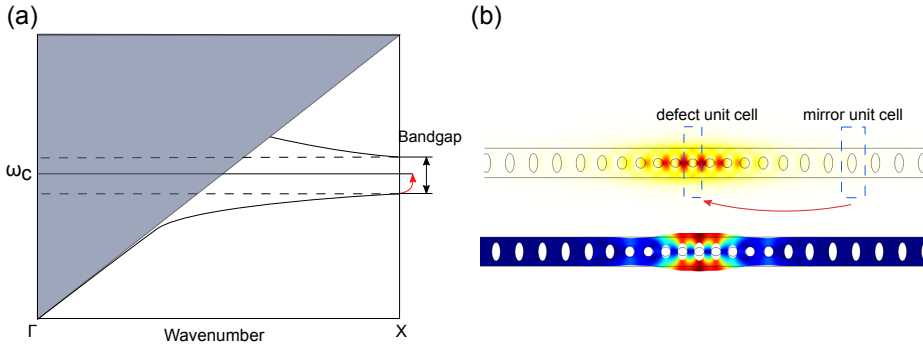 (a)
Bandgap
ωc
Γ
Wavenumber
X
(b)
defect unit cell
mirror unit cell